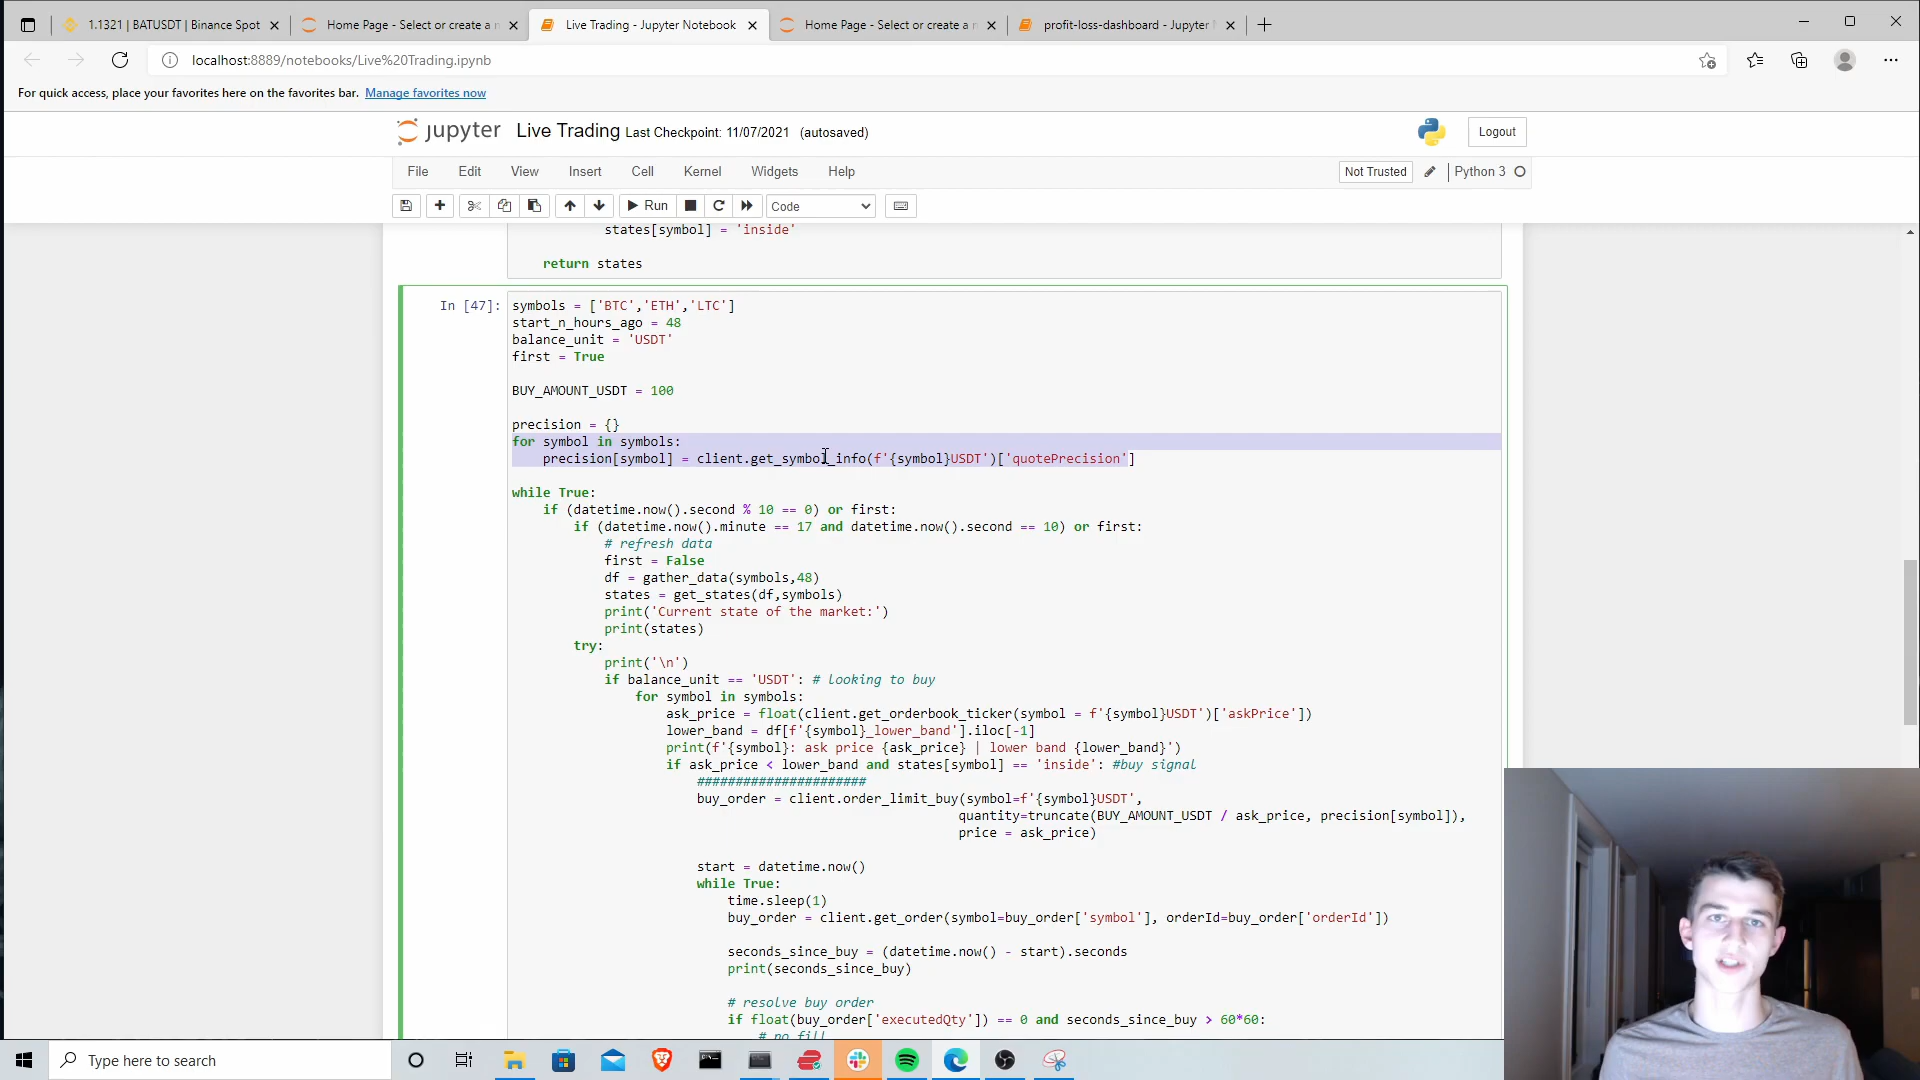 1.1321 | BATUSDT | Binance Spot
Home Page - Select or create a n
Live Trading - Jupyter Notebook
Home Page - Select or create a n
profit-loss-dashboard - Jupyter N
localhost:8889/notebooks/Live%20Trading.ipynb
For quick access, place your favorites here on the favorites bar. Manage favorites now
jupyter Live Trading Last Checkpoint: 11/07/2021 (autosaved)
Logout
File Edit View Insert Cell Kernel Widgets Help
Not Trusted
Python 3
Run
Code
states[symbol] = 'inside'
return states
In [47]:
symbols = ['BTC','ETH','LTC']
start_n_hours_ago = 48
balance_unit = 'USDT'
first = True
BUY_AMOUNT_USDT = 100
precision = {}
for symbol in symbols:
precision[symbol] = client.get_symbol_info(f'{symbol}USDT')['quotePrecision']
while True:
if (datetime.now().second % 10 == 0) or first:
if (datetime.now().minute == 17 and datetime.now().second == 10) or first:
# refresh data
first = False
df = gather_data(symbols,48)
states = get_states(df,symbols)
print('Current state of the market:')
print(states)
try:
print('\n')
if balance_unit == 'USDT': # looking to buy
for symbol in symbols:
ask_price = float(client.get_orderbook_ticker(symbol = f'{symbol}USDT')['askPrice'])
lower_band = df[f'{symbol}_lower_band'].iloc[-1]
print(f'{symbol}: ask price {ask_price} | lower band {lower_band}')
if ask_price < lower_band and states[symbol] == 'inside': #buy signal
######################
buy_order = client.order_limit_buy(symbol=f'{symbol}USDT',
quantity=truncate(BUY_AMOUNT_USDT / ask_price, precision[symbol]),
price = ask_price)
start = datetime.now()
while True:
time.sleep(1)
buy_order = client.get_order(symbol=buy_order['symbol'], orderId=buy_order['orderId'])
seconds_since_buy = (datetime.now() - start).seconds
print(seconds_since_buy)
# resolve buy order
if float(buy_order['executedQty']) == 0 and seconds_since_buy > 60*60:
# no fill
Type here to search